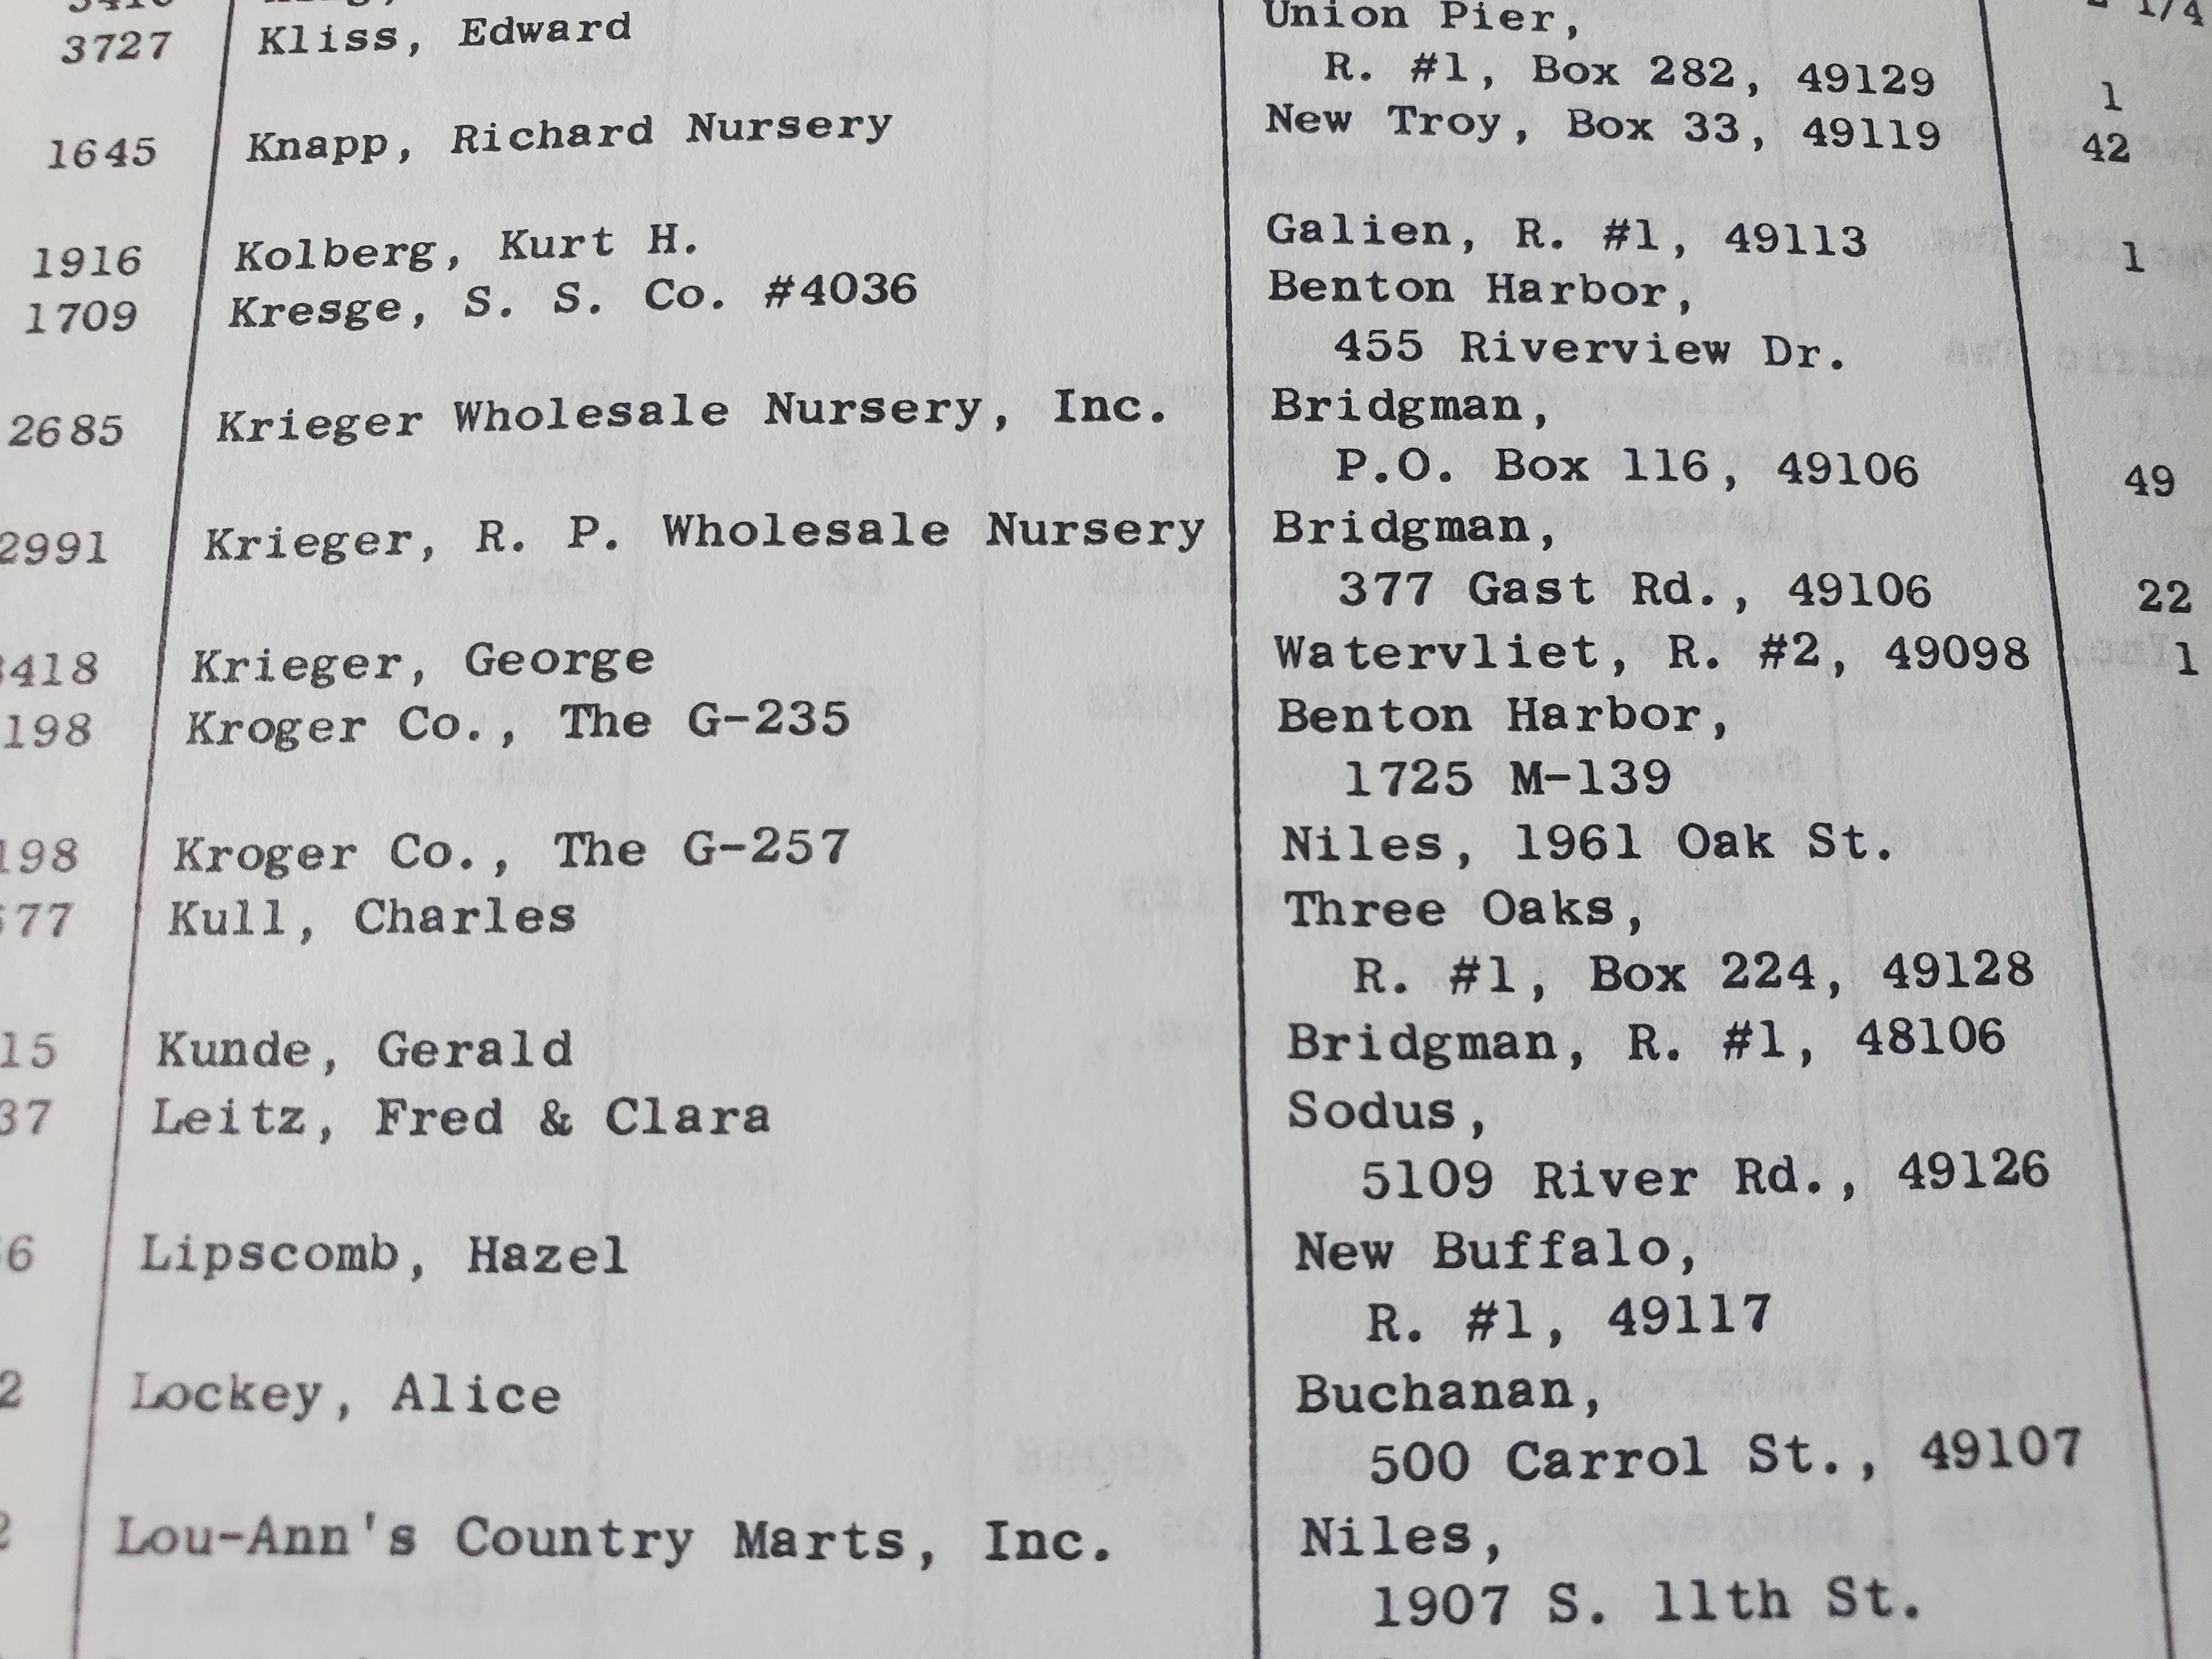 3727 Kliss, Edward Union Pier,
R. #1, Box 282, 49129 1
1645 Knapp, Richard Nursery New Troy, Box 33, 49119 42
1916 Kolberg, Kurt H. Galien, R. #1, 49113 1
1709 Kresge, S. S. Co. #4036 Benton Harbor,
455 Riverview Dr.
2685 Krieger Wholesale Nursery, Inc. Bridgman,
P.O. Box 116, 49106 49
2991 Krieger, R. P. Wholesale Nursery Bridgman,
377 Gast Rd., 49106 22
418 Krieger, George Watervliet, R. #2, 49098 1
198 Kroger Co., The G-235 Benton Harbor,
1725 M-139
198 Kroger Co., The G-257 Niles, 1961 Oak St.
77 Kull, Charles Three Oaks,
R. #1, Box 224, 49128
15 Kunde, Gerald Bridgman, R. #1, 48106
37 Leitz, Fred & Clara Sodus,
5109 River Rd., 49126
6 Lipscomb, Hazel New Buffalo,
R. #1, 49117
2 Lockey, Alice Buchanan,
500 Carrol St., 49107
Lou-Ann's Country Marts, Inc. Niles,
1907 S. 11th St.